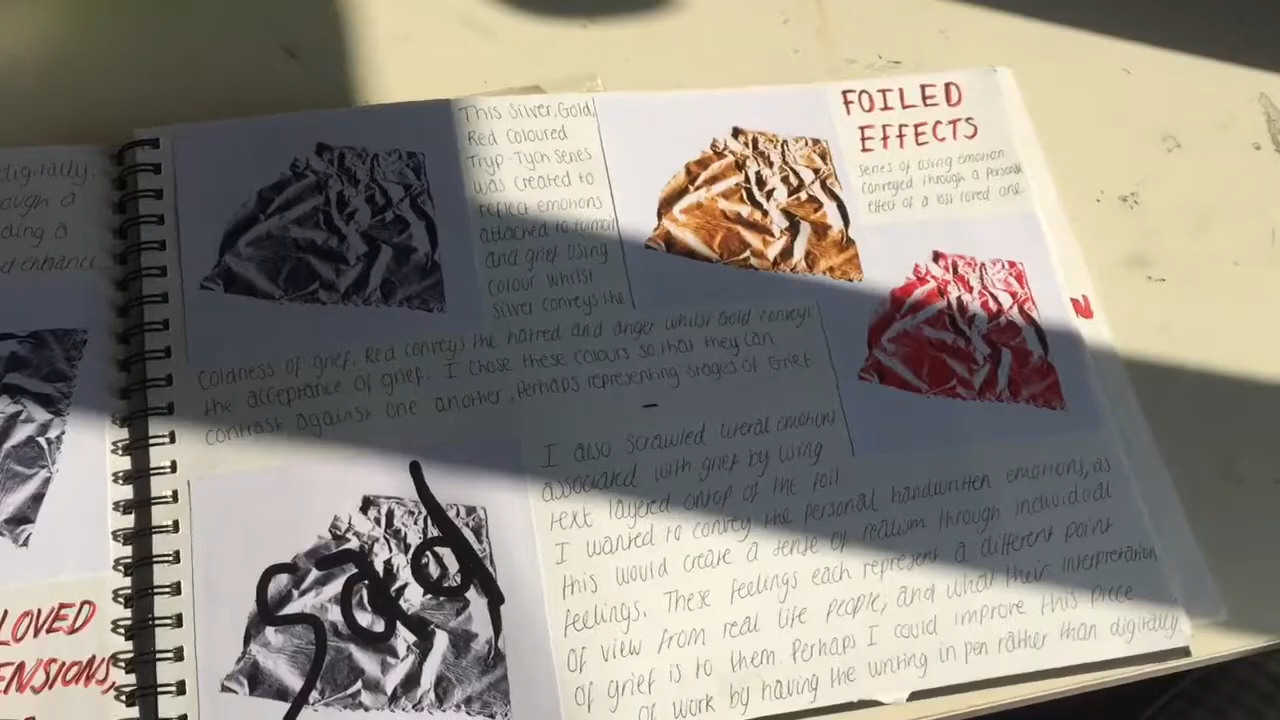 digitally.
ough a
ding a
d enhance
LOVED
ENSIONS,
This Silver, Gold,
Red Coloured
Tryp-Tych Series
was created to
reflect emotions
attached to
and grief using
colour whilst
Silver conveys the
Coldness of grief, Red conveys the hatred and anger whilst Gold conveys
the acceptance of grief. I chose these colours so that they can
contrast against one another, Perhaps representing stages of Grief
FOILED
EFFECTS
series of using emotion
conveyed through a personal
effect of a lost loved one
N
sad
I also scrawled literal emotions
associated with grief by using
text layered ontop of the foil
I wanted to convey the personal handwritten emotions, as
this would create a sense of realism through individual
feelings. These feelings each represent a different point
of view from real life people, and what their interpretation
of grief is to them. Perhaps I could improve this piece
of work by having the writing in pen rather than digitally.